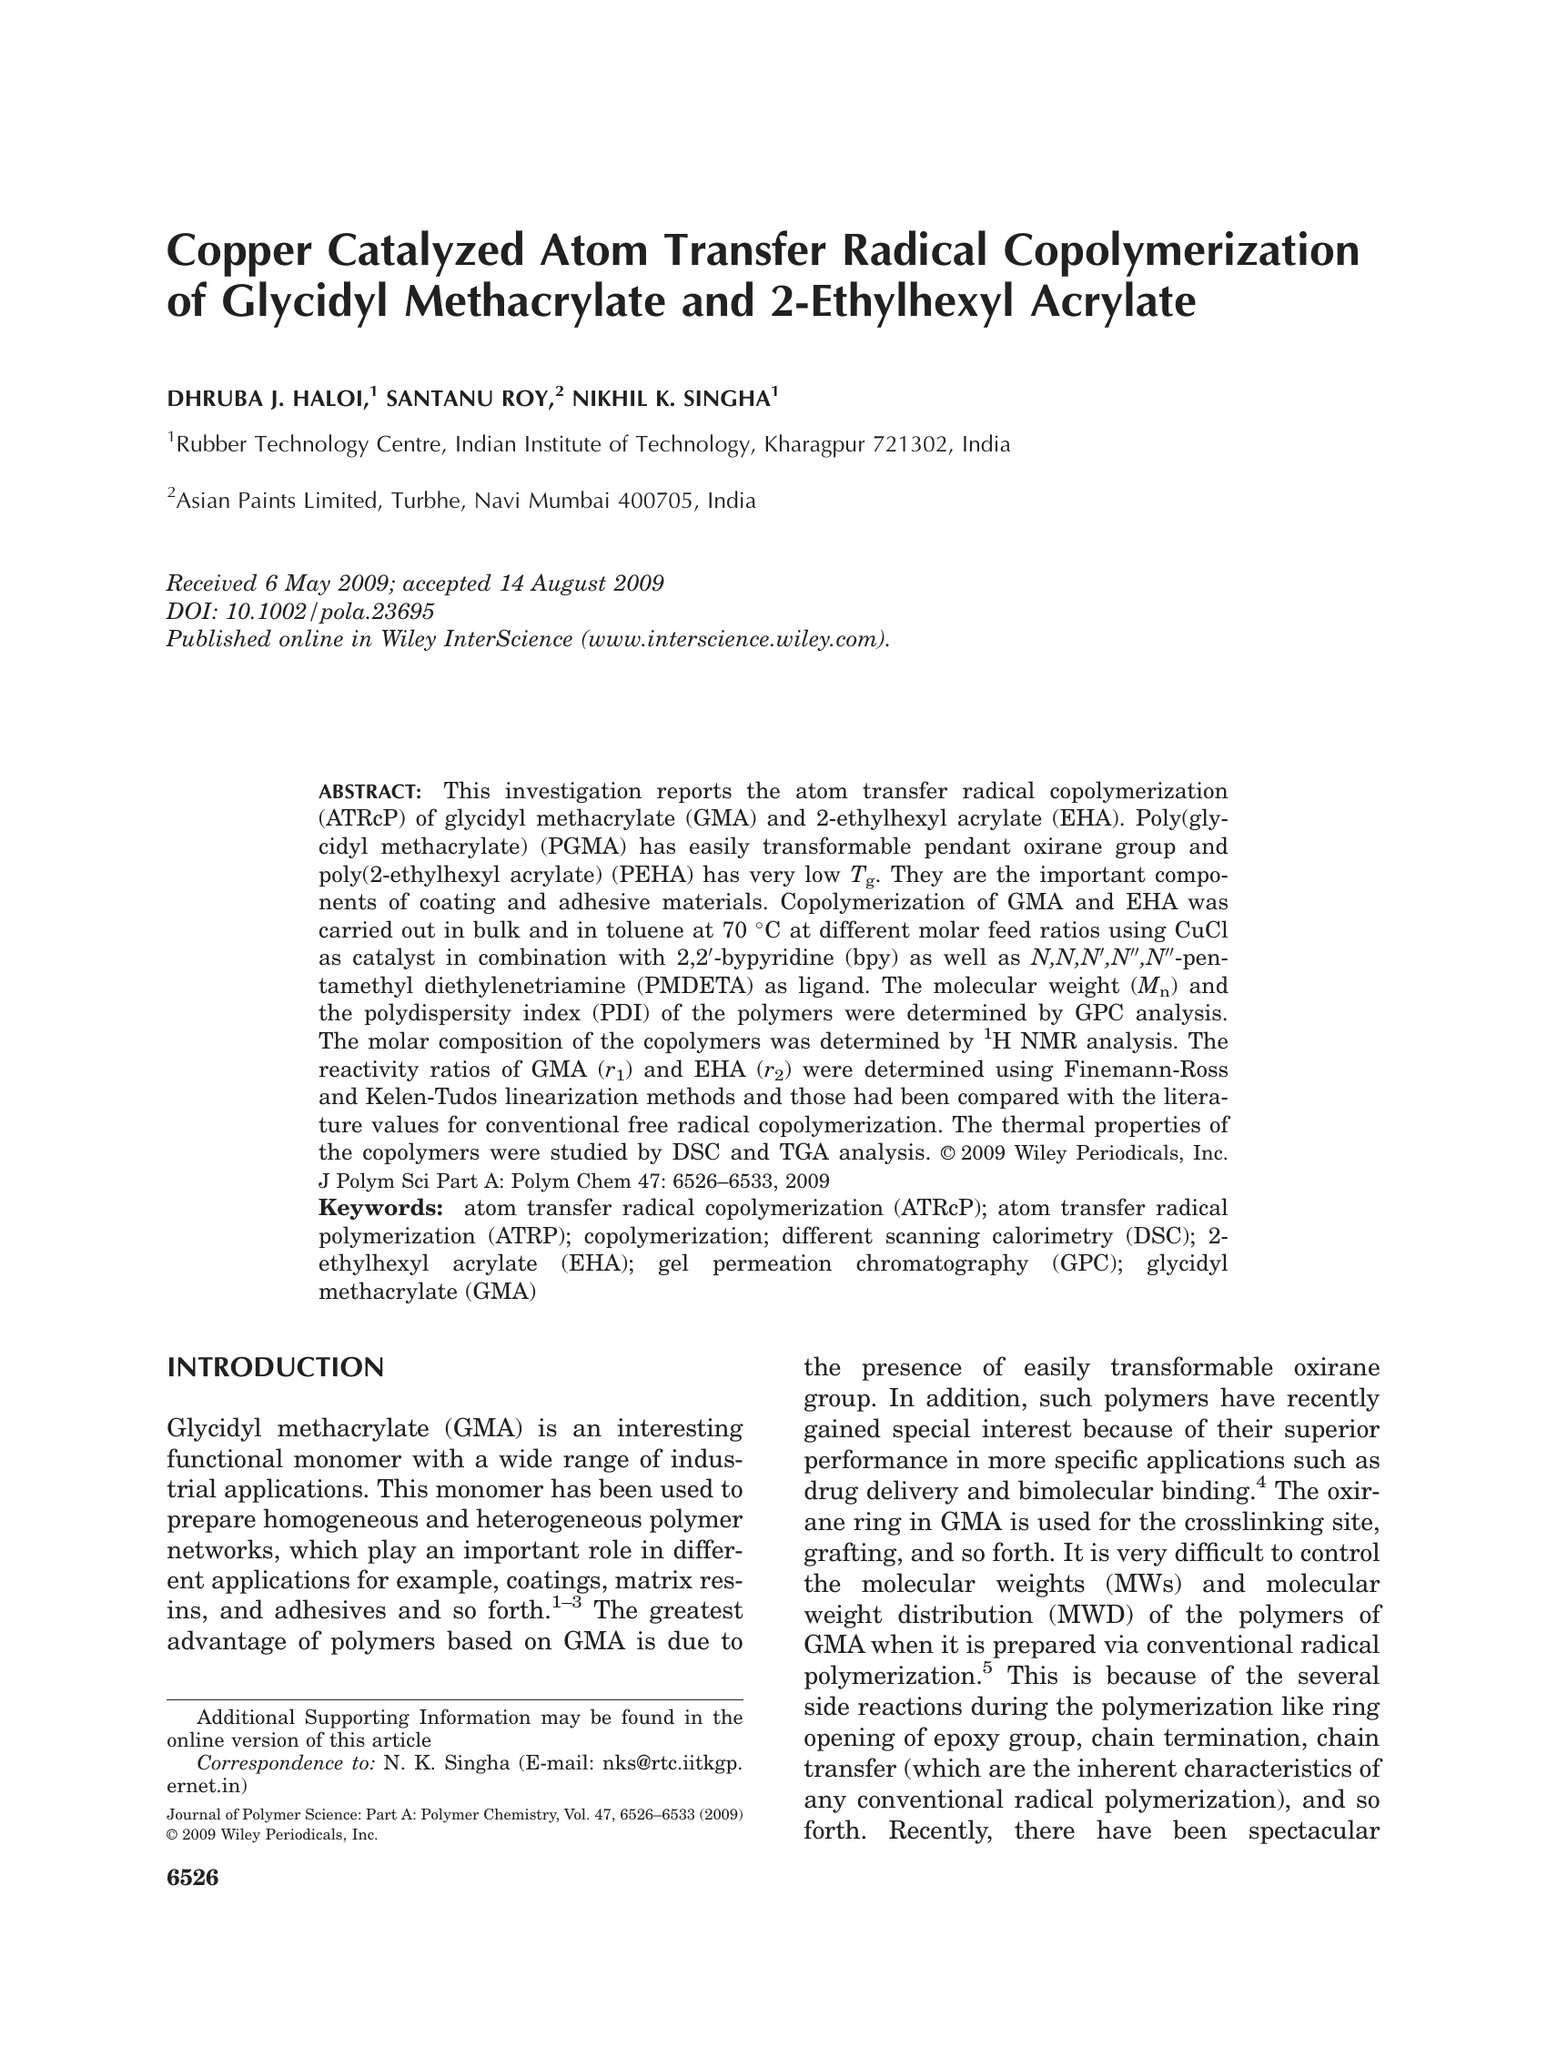 Copper Catalyzed Atom Transfer Radical Copolymerization
of Glycidyl Methacrylate and 2-Ethylhexyl Acrylate
DHRUBA J. HALOI,¹ SANTANU ROY,² NIKHIL K. SINGHA¹
¹Rubber Technology Centre, Indian Institute of Technology, Kharagpur 721302, India
²Asian Paints Limited, Turbhe, Navi Mumbai 400705, India
Received 6 May 2009; accepted 14 August 2009
DOI: 10.1002/pola.23695
Published online in Wiley InterScience (www.interscience.wiley.com).
ABSTRACT: This investigation reports the atom transfer radical copolymerization
(ATRcP) of glycidyl methacrylate (GMA) and 2-ethylhexyl acrylate (EHA). Poly(gly-
cidyl methacrylate) (PGMA) has easily transformable pendant oxirane group and
poly(2-ethylhexyl acrylate) (PEHA) has very low Tg. They are the important compo-
nents of coating and adhesive materials. Copolymerization of GMA and EHA was
carried out in bulk and in toluene at 70 °C at different molar feed ratios using CuCl
as catalyst in combination with 2,2′-bypyridine (bpy) as well as N,N,N′,N″,N″-pen-
tamethyl diethylenetriamine (PMDETA) as ligand. The molecular weight (Mn) and
the polydispersity index (PDI) of the polymers were determined by GPC analysis.
The molar composition of the copolymers was determined by ¹H NMR analysis. The
reactivity ratios of GMA (r₁) and EHA (r₂) were determined using Finemann-Ross
and Kelen-Tudos linearization methods and those had been compared with the litera-
ture values for conventional free radical copolymerization. The thermal properties of
the copolymers were studied by DSC and TGA analysis. © 2009 Wiley Periodicals, Inc.
J Polym Sci Part A: Polym Chem 47: 6526–6533, 2009
Keywords: atom transfer radical copolymerization (ATRcP); atom transfer radical
polymerization (ATRP); copolymerization; different scanning calorimetry (DSC); 2-
ethylhexyl acrylate (EHA); gel permeation chromatography (GPC); glycidyl
methacrylate (GMA)
INTRODUCTION
Glycidyl methacrylate (GMA) is an interesting
functional monomer with a wide range of indus-
trial applications. This monomer has been used to
prepare homogeneous and heterogeneous polymer
networks, which play an important role in differ-
ent applications for example, coatings, matrix res-
ins, and adhesives and so forth.¹⁻³ The greatest
advantage of polymers based on GMA is due to
Additional Supporting Information may be found in the
online version of this article
Correspondence to: N. K. Singha (E-mail: nks@rtc.iitkgp.
ernet.in)
Journal of Polymer Science: Part A: Polymer Chemistry, Vol. 47, 6526–6533 (2009)
© 2009 Wiley Periodicals, Inc.
6526
the presence of easily transformable oxirane
group. In addition, such polymers have recently
gained special interest because of their superior
performance in more specific applications such as
drug delivery and bimolecular binding.⁴ The oxir-
ane ring in GMA is used for the crosslinking site,
grafting, and so forth. It is very difficult to control
the molecular weights (MWs) and molecular
weight distribution (MWD) of the polymers of
GMA when it is prepared via conventional radical
polymerization.⁵ This is because of the several
side reactions during the polymerization like ring
opening of epoxy group, chain termination, chain
transfer (which are the inherent characteristics of
any conventional radical polymerization), and so
forth. Recently, there have been spectacular